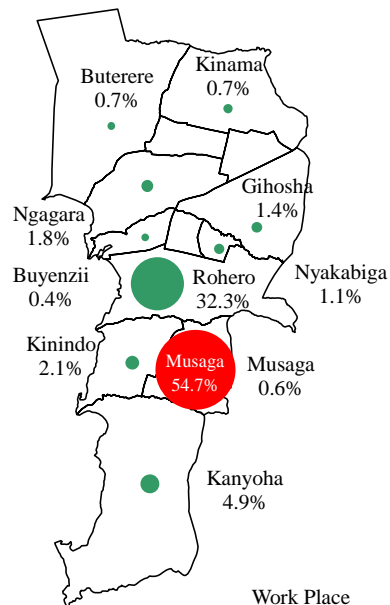 Buterere
0.7%
Kinama
0.7%
Gihosha
1.4%
Ngagara
1.8%
Buyenzii
0.4%
Rohero
32.3%
Nyakabiga
1.1%
Kinindo
2.1%
Musaga
54.7%
Musaga
0.6%
Kanyoha
4.9%
Work Place